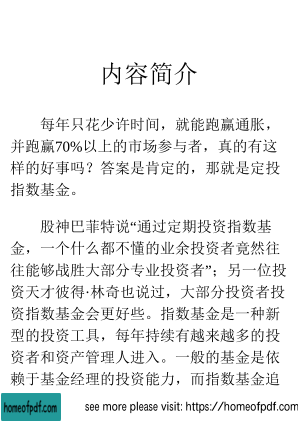 内容简介
每年只花少许时间，就能跑赢通胀，
并跑赢70%以上的市场参与者，真的有这
样的好事吗？答案是肯定的，那就是定投
指数基金。
股神巴菲特说“通过定期投资指数基
金，一个什么都不懂的业余投资者竟然往
往能够战胜大部分专业投资者”；另一位投
资天才彼得·林奇也说过，大部分投资者投
资指数基金会更好些。指数基金是一种新
型的投资工具，每年持续有越来越多的投
资者和资产管理人进入。一般的基金是依
赖于基金经理的投资能力，而指数基金追
homeofpdf.com
see more please visit: https://homeofpdf.com